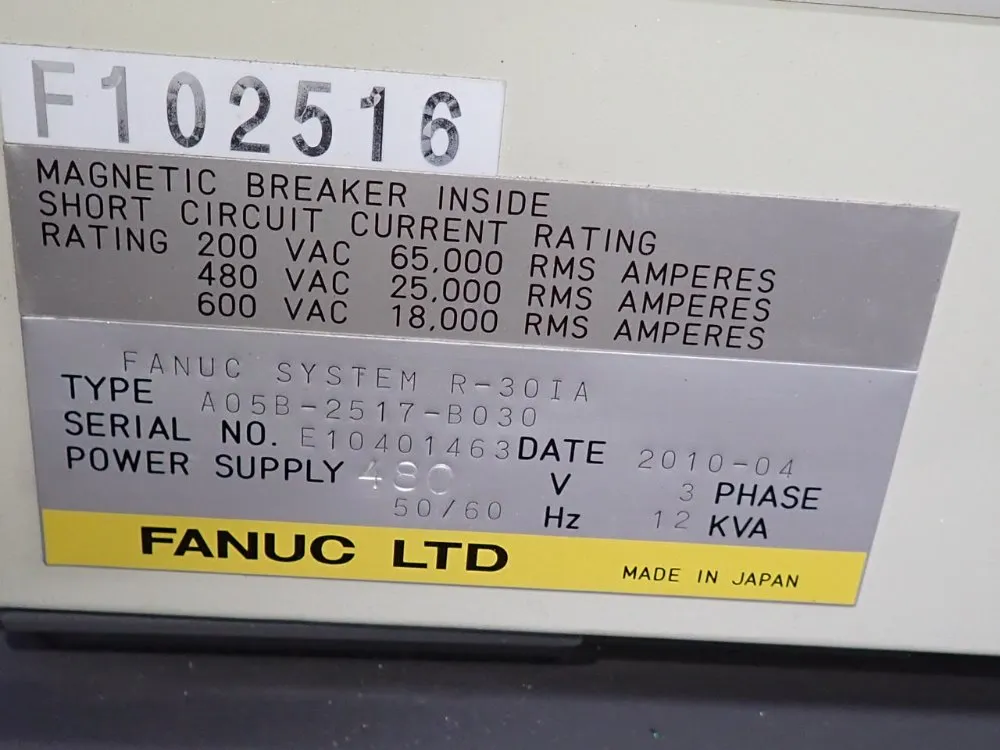 F102516
MAGNETIC BREAKER INSIDE
SHORT CIRCUIT CURRENT RATING
RATING 200 VAC 65,000 RMS AMPERES
480 VAC 25,000 RMS AMPERES
600 VAC 18,000 RMS AMPERES
FANUC SYSTEM R-30IA
TYPE A05B-2517-B030
SERIAL NO. E10401463 DATE 2010-04
POWER SUPPLY 480 V 3 PHASE
50/60 Hz 12 KVA
FANUC LTD MADE IN JAPAN